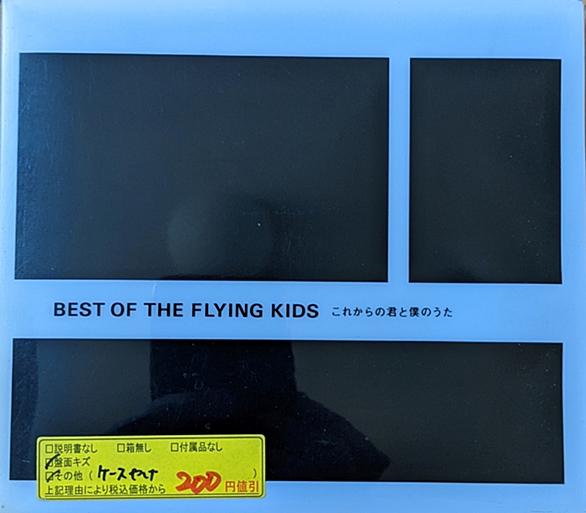 BEST OF THE FLYING KIDS これからの君と僕のうた
□説明書なし □箱無し □付属品なし
☑盤面キズ
☑その他 ( ケースヤケ )
上記理由により税込価格から 200 円値引